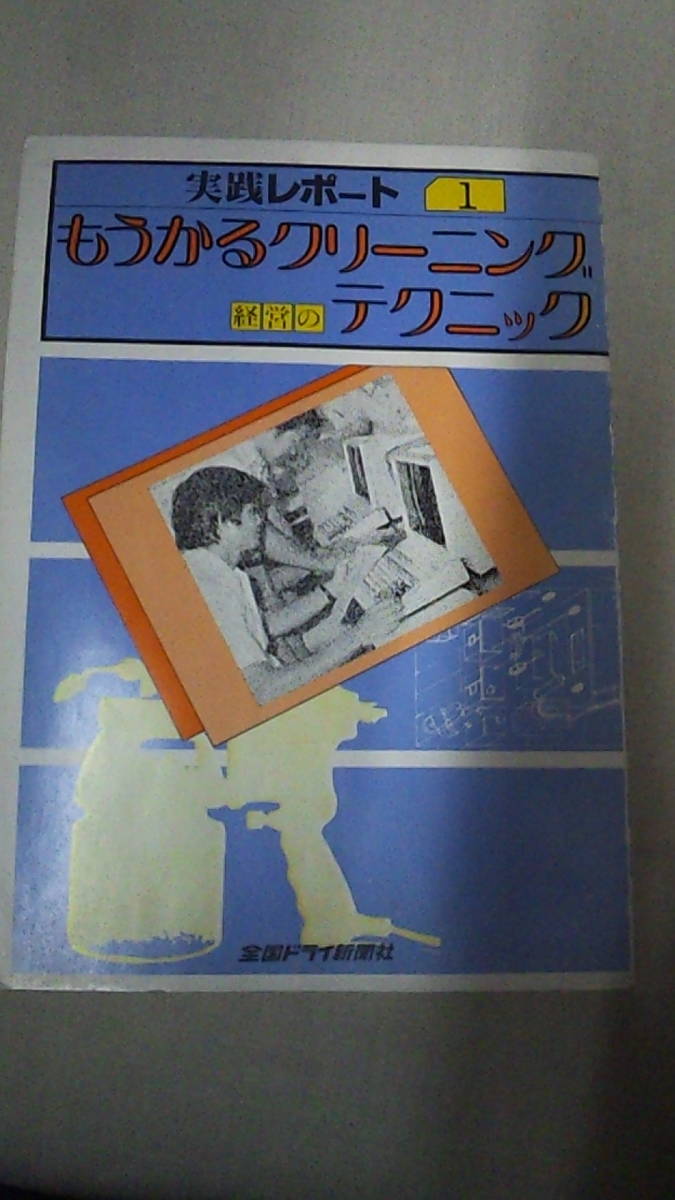 実践レポート 1
もうかるクリーニング
経営のテクニック
全国ドライ新聞社